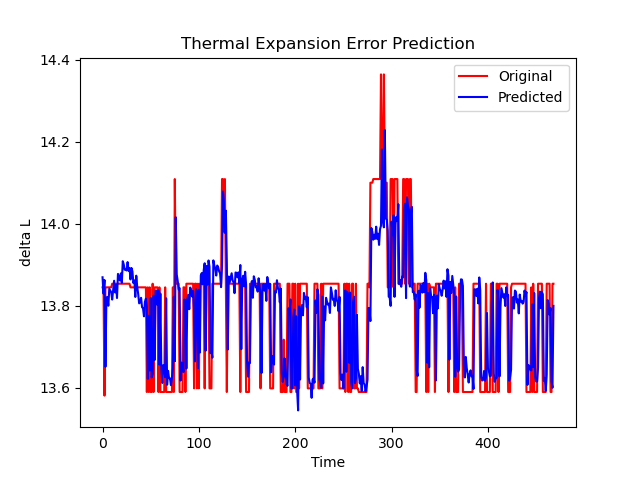 Thermal Expansion Error Prediction
Original
Predicted
14.4
14.2
14.0
13.8
13.6
delta L
0
100
200
300
400
Time